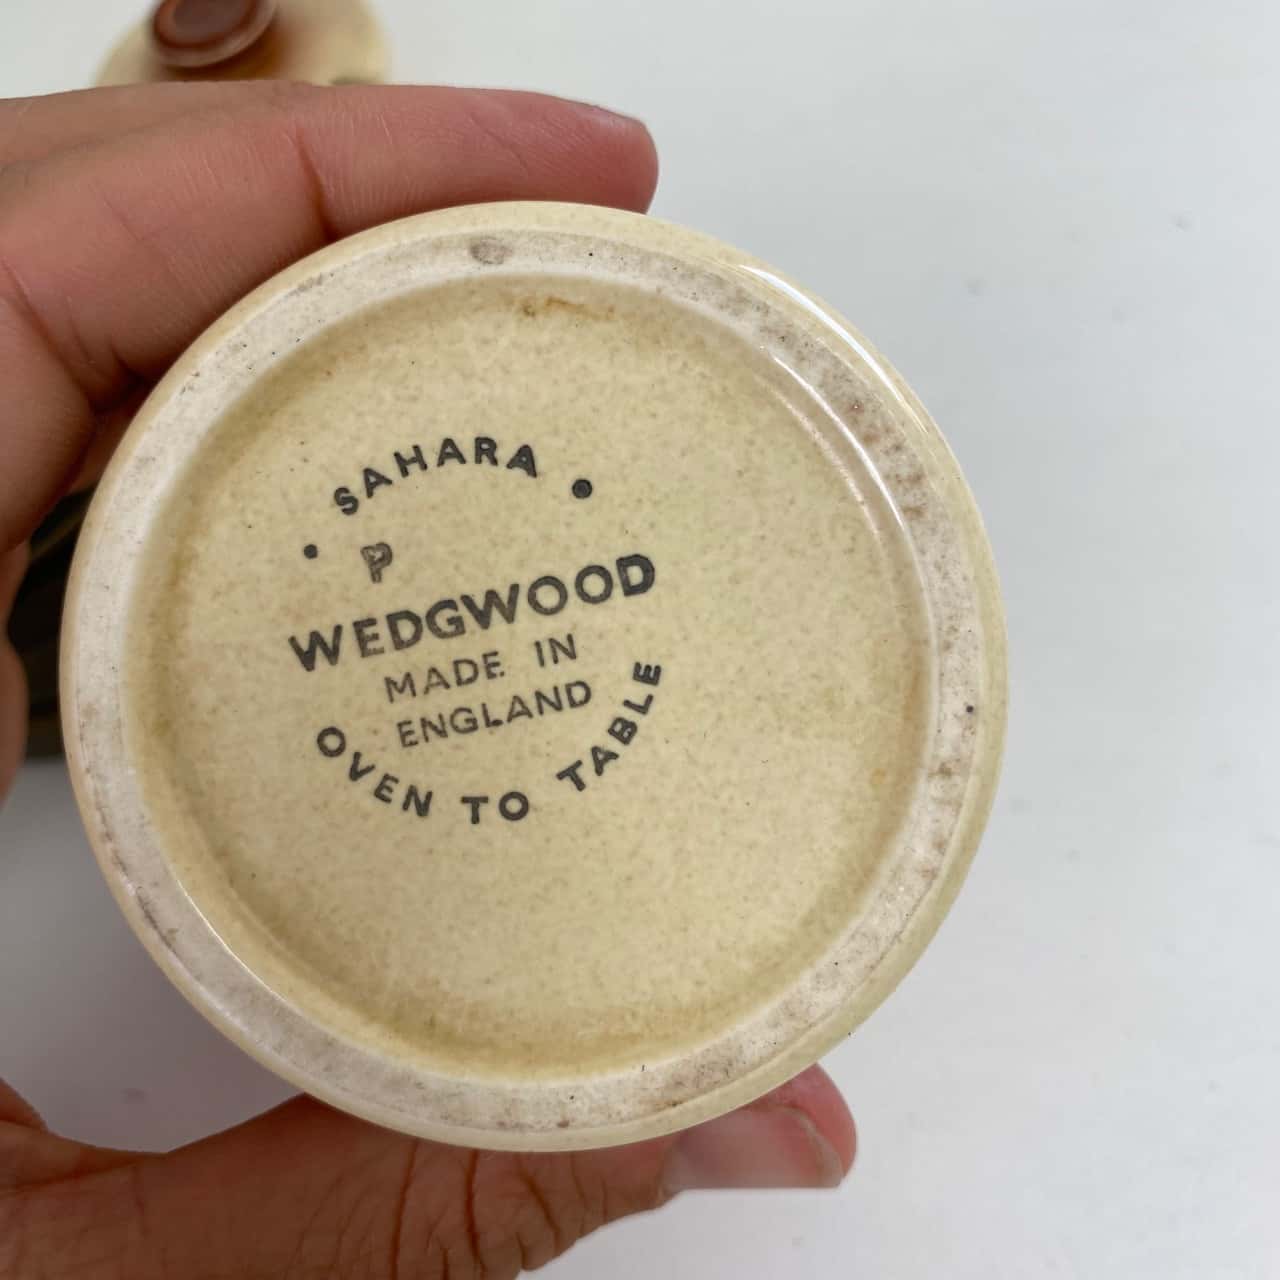 SAHARA
P
WEDGWOOD
MADE IN
ENGLAND
OVEN TO TABLE